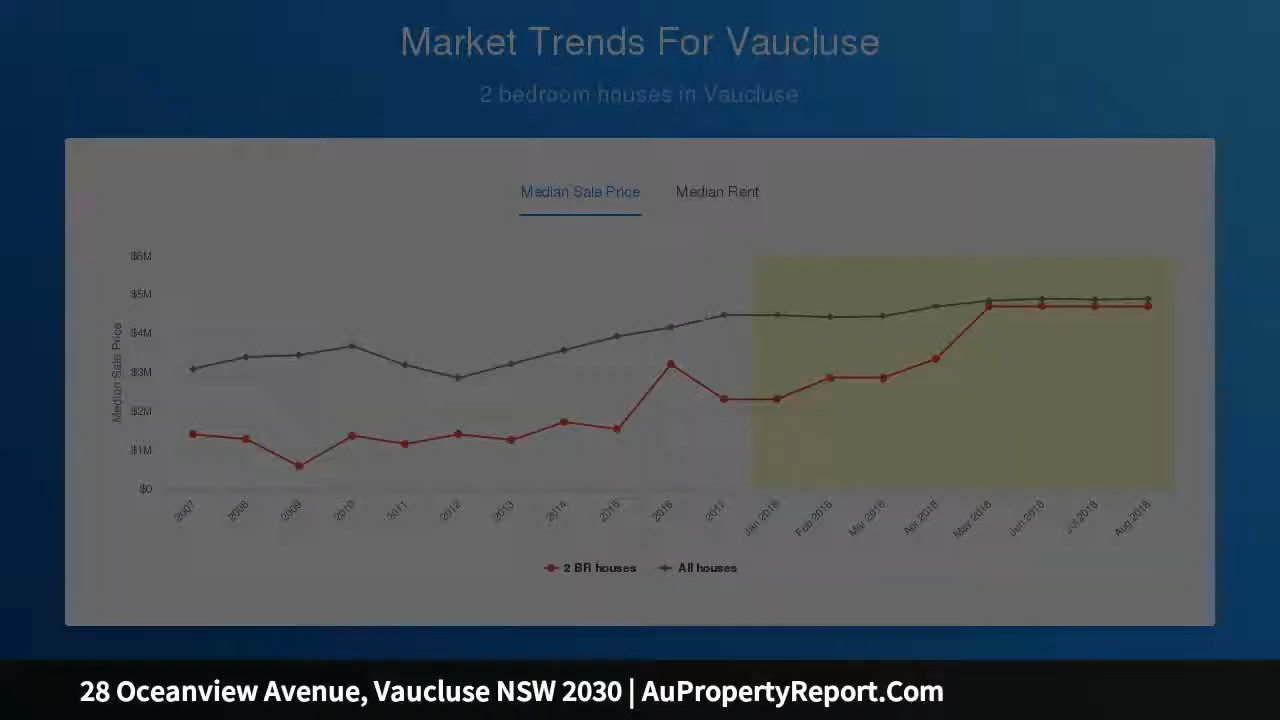 Market Trends For Vaucluse
2 bedroom houses in Vaucluse
Median Sale Price Median Rent
$6M
$5M
$4M
$3M
$2M
$1M
$0
Median Sale Price
2007 2008 2009 2010 2011 2012 2013 2014 2015 2016 2017 Jan 2018 Feb 2018 Mar 2018 Apr 2018 May 2018 Jun 2018 Jul 2018 Aug 2018
2 BR houses All houses
28 Oceanview Avenue, Vaucluse NSW 2030 | AuPropertyReport.Com